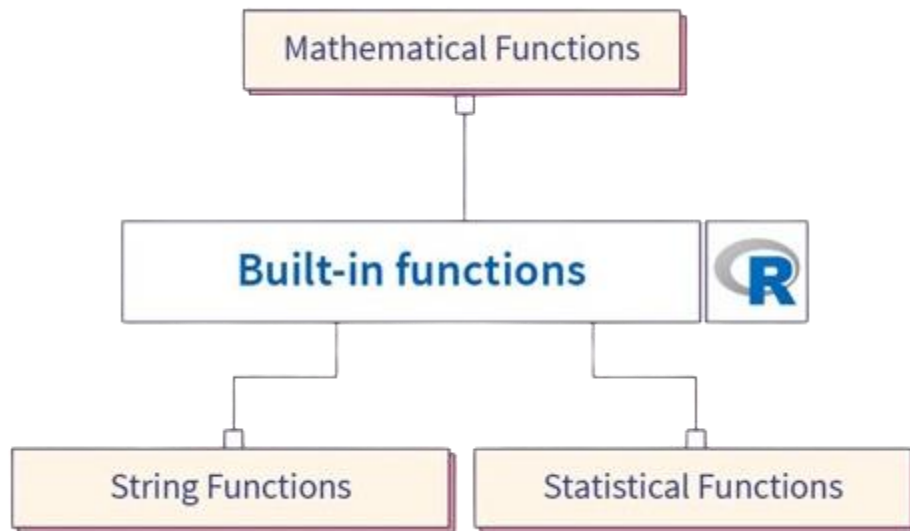 Mathematical Functions
Built-in functions
R
String Functions
Statistical Functions